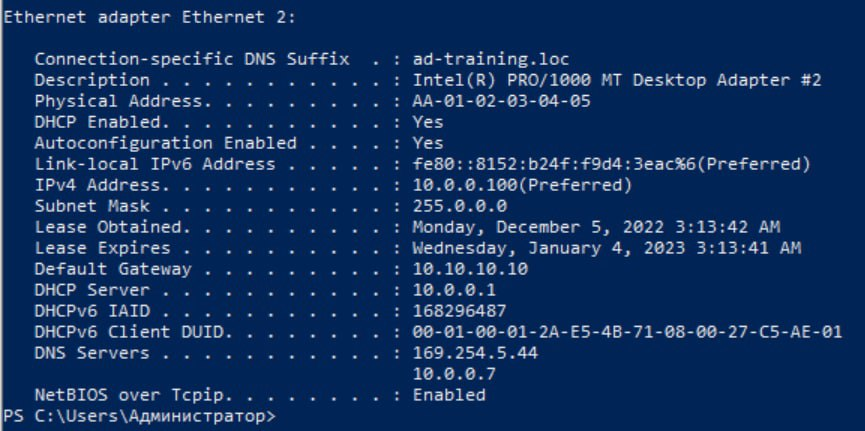 Ethernet adapter Ethernet 2:
Connection-specific DNS Suffix  . : ad-training.loc
Description . . . . . . . . . . . : Intel(R) PRO/1000 MT Desktop Adapter #2
Physical Address. . . . . . . . . : AA-01-02-03-04-05
DHCP Enabled. . . . . . . . . . . : Yes
Autoconfiguration Enabled . . . . : Yes
Link-local IPv6 Address . . . . . : fe80::8152:b24f:f9d4:3eac%6(Preferred)
IPv4 Address. . . . . . . . . . . : 10.0.0.100(Preferred)
Subnet Mask . . . . . . . . . . . : 255.0.0.0
Lease Obtained. . . . . . . . . . : Monday, December 5, 2022 3:13:42 AM
Lease Expires . . . . . . . . . . : Wednesday, January 4, 2023 3:13:41 AM
Default Gateway . . . . . . . . . : 10.10.10.10
DHCP Server . . . . . . . . . . . : 10.0.0.1
DHCPv6 IAID . . . . . . . . . . . : 168296487
DHCPv6 Client DUID. . . . . . . . : 00-01-00-01-2A-E5-4B-71-08-00-27-C5-AE-01
DNS Servers . . . . . . . . . . . : 169.254.5.44
10.0.0.7
NetBIOS over Tcpip. . . . . . . . : Enabled
PS C:\Users\Администратор>